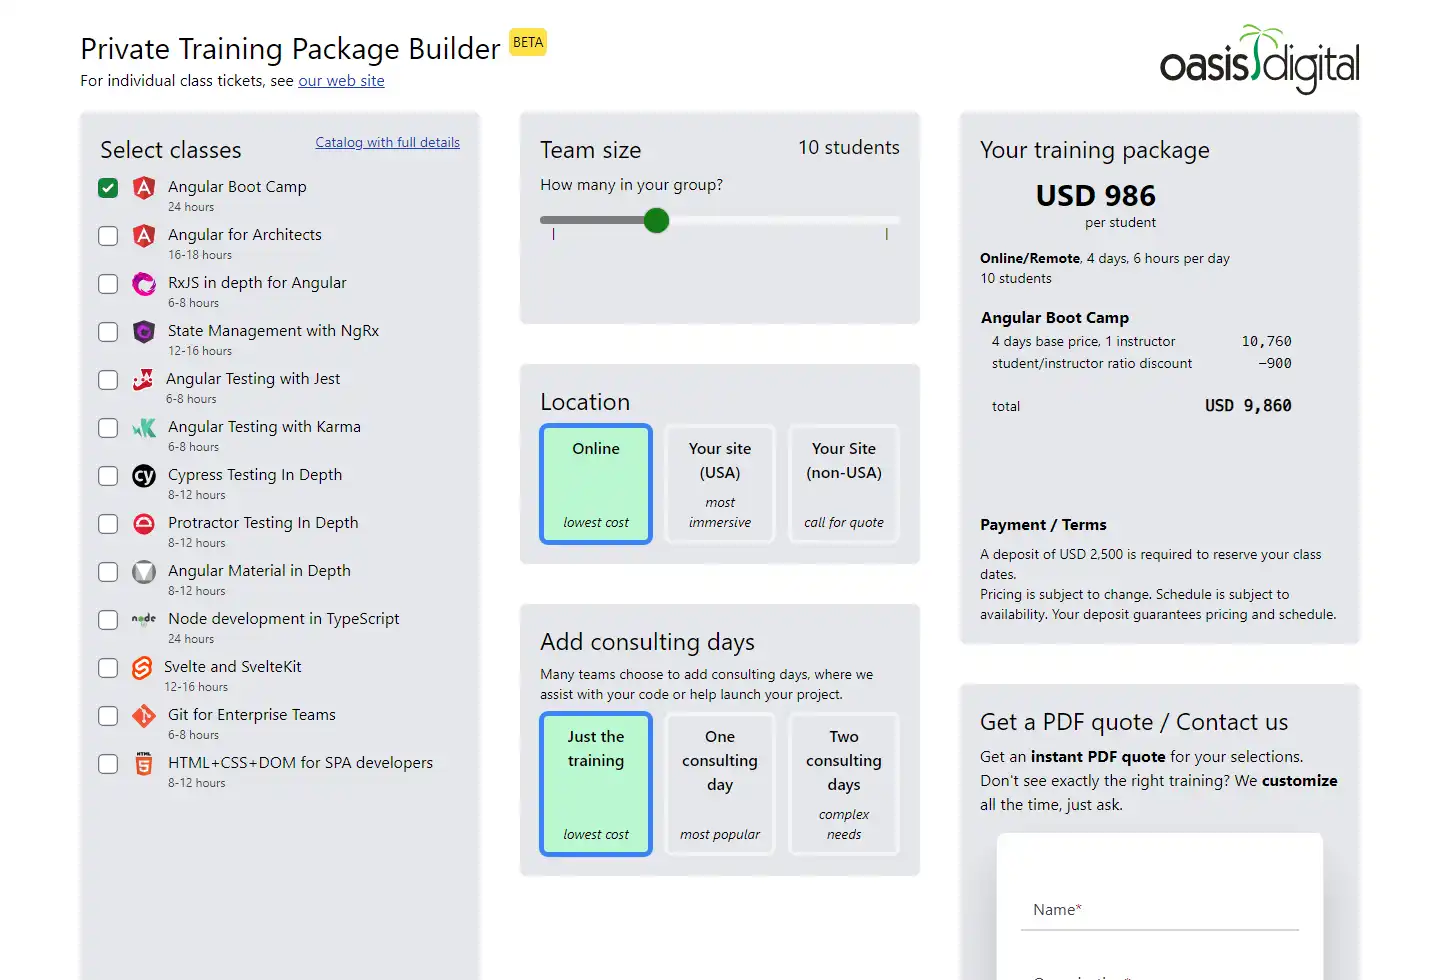 Private Training Package Builder BETA
For individual class tickets, see our web site
oasis digital
Select classes
Catalog with full details
Angular Boot Camp
24 hours
Angular for Architects
16-18 hours
RxJS in depth for Angular
6-8 hours
State Management with NgRx
12-16 hours
Angular Testing with Jest
6-8 hours
Angular Testing with Karma
6-8 hours
cy
Cypress Testing In Depth
8-12 hours
Protractor Testing In Depth
8-12 hours
Angular Material in Depth
8-12 hours
node
Node development in TypeScript
24 hours
Svelte and SvelteKit
12-16 hours
Git for Enterprise Teams
6-8 hours
HTML
5
HTML+CSS+DOM for SPA developers
8-12 hours
Team size
10 students
How many in your group?
Location
Online
lowest cost
Your site
(USA)
most
immersive
Your Site
(non-USA)
call for quote
Add consulting days
Many teams choose to add consulting days, where we
assist with your code or help launch your project.
Just the
training
lowest cost
One
consulting
day
most popular
Two
consulting
days
complex
needs
Your training package
USD 986
per student
Online/Remote, 4 days, 6 hours per day
10 students
Angular Boot Camp
4 days base price, 1 instructor 10,760
student/instructor ratio discount −900
total USD 9,860
Payment / Terms
A deposit of USD 2,500 is required to reserve your class
dates.
Pricing is subject to change. Schedule is subject to
availability. Your deposit guarantees pricing and schedule.
Get a PDF quote / Contact us
Get an instant PDF quote for your selections.
Don't see exactly the right training? We customize
all the time, just ask.
Name*